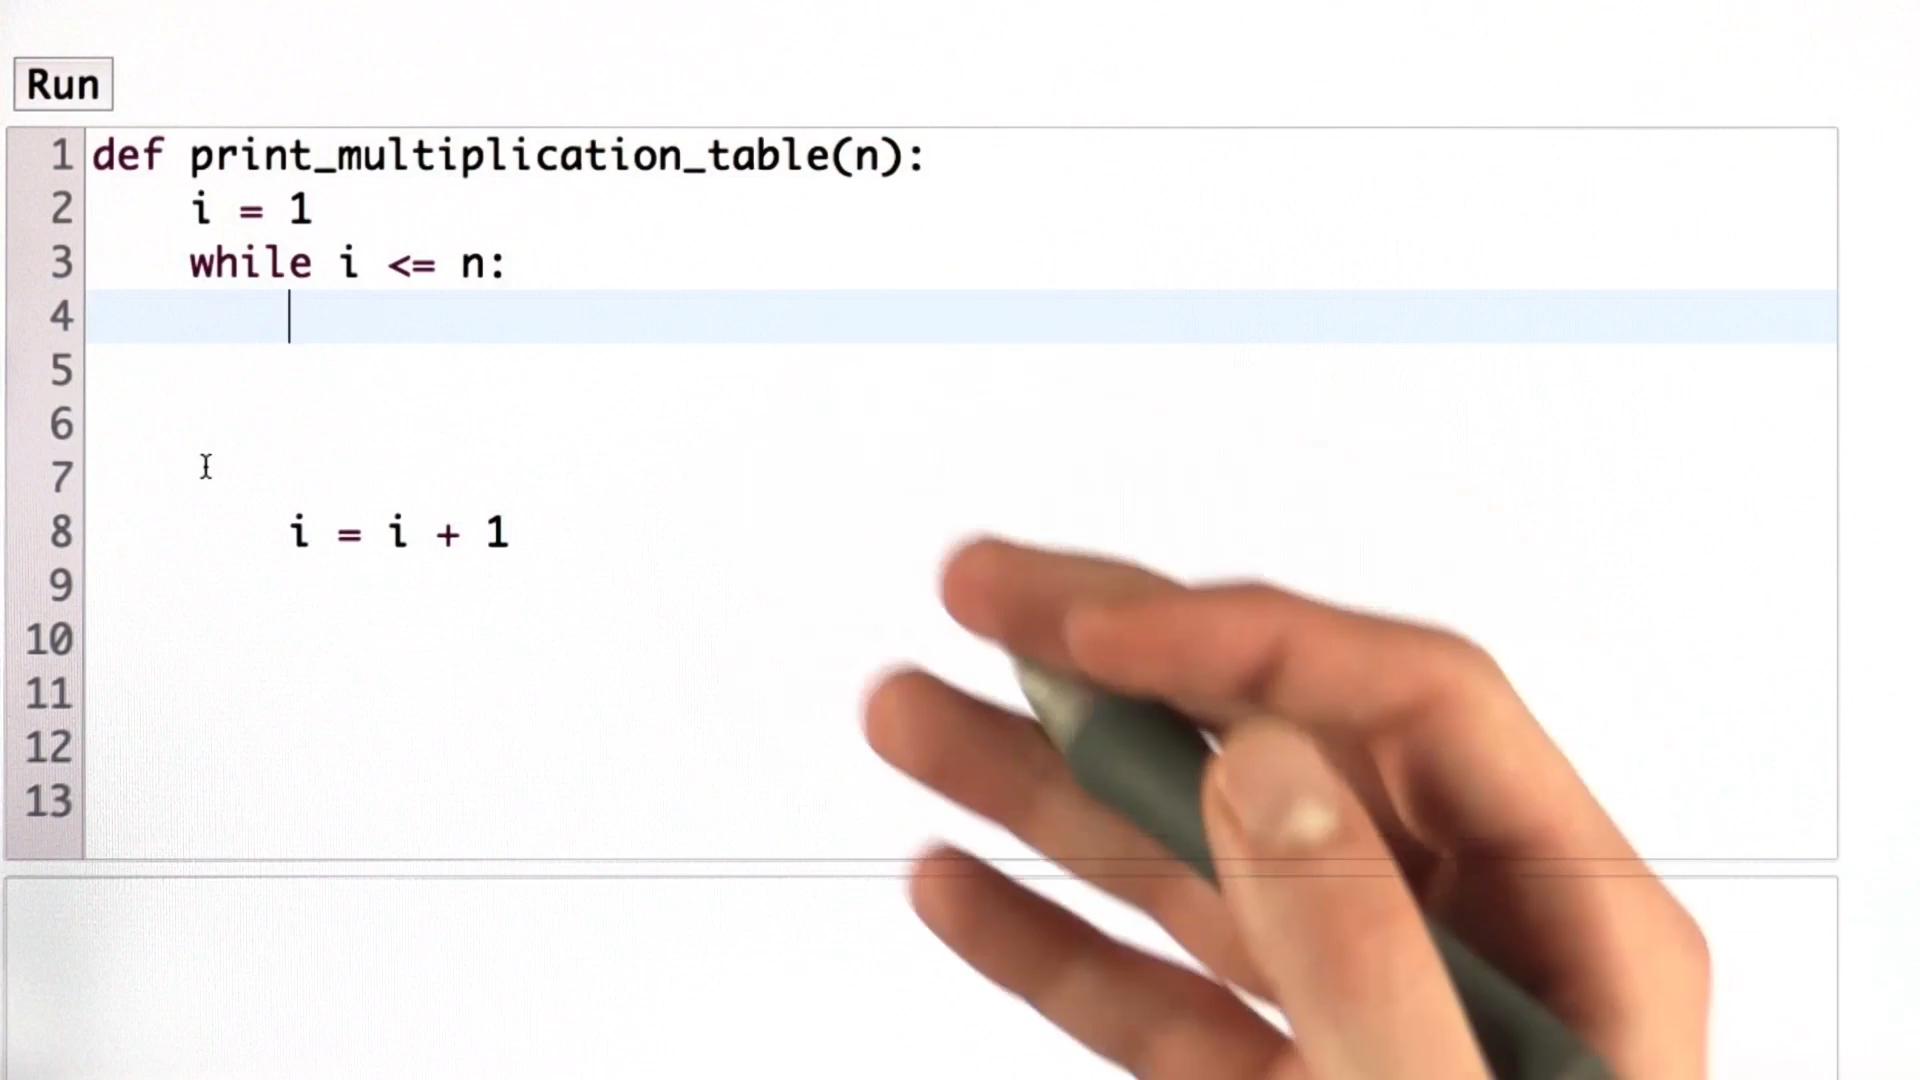 Run
1 def print_multiplication_table(n):
2 i = 1
3 while i <= n:
4
5
6
7
8 i = i + 1
9
10
11
12
13